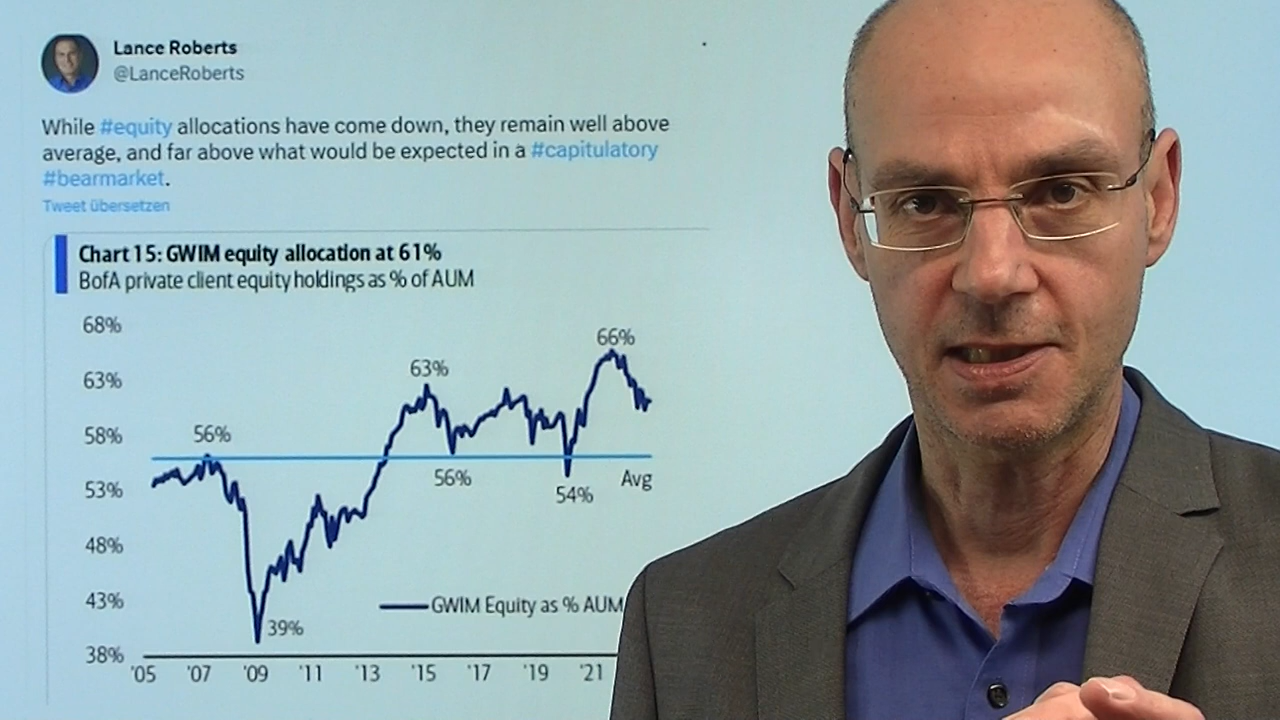 Lance Roberts
@LanceRoberts
While #equity allocations have come down, they remain well above
average, and far above what would be expected in a #capitulatory
#bearmarket.
Tweet übersetzen
Chart 15: GWIM equity allocation at 61%
BofA private client equity holdings as % of AUM
68%
63%
58%
53%
48%
43%
38%
56%
39%
63%
56%
54%
66%
Avg
GWIM Equity as % AUM
'05 '07 '09 '11 '13 '15 '17 '19 '21